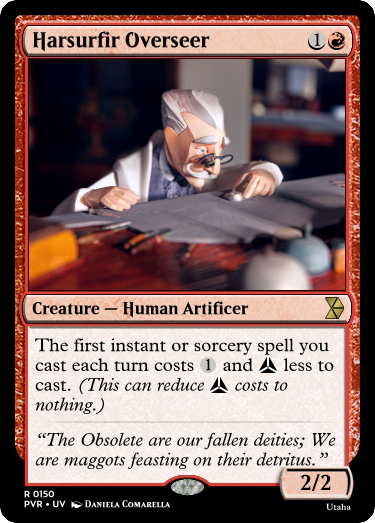 Harsurfir Overseer 1
Creature — Human Artificer
The first instant or sorcery spell you
cast each turn costs 1 and less to
cast. (This can reduce costs to
nothing.)
“The Obsolete are our fallen deities; We
are maggots feasting on their detritus.”
2/2
R 0150
PVR • UV Daniela Comarella
Utaha